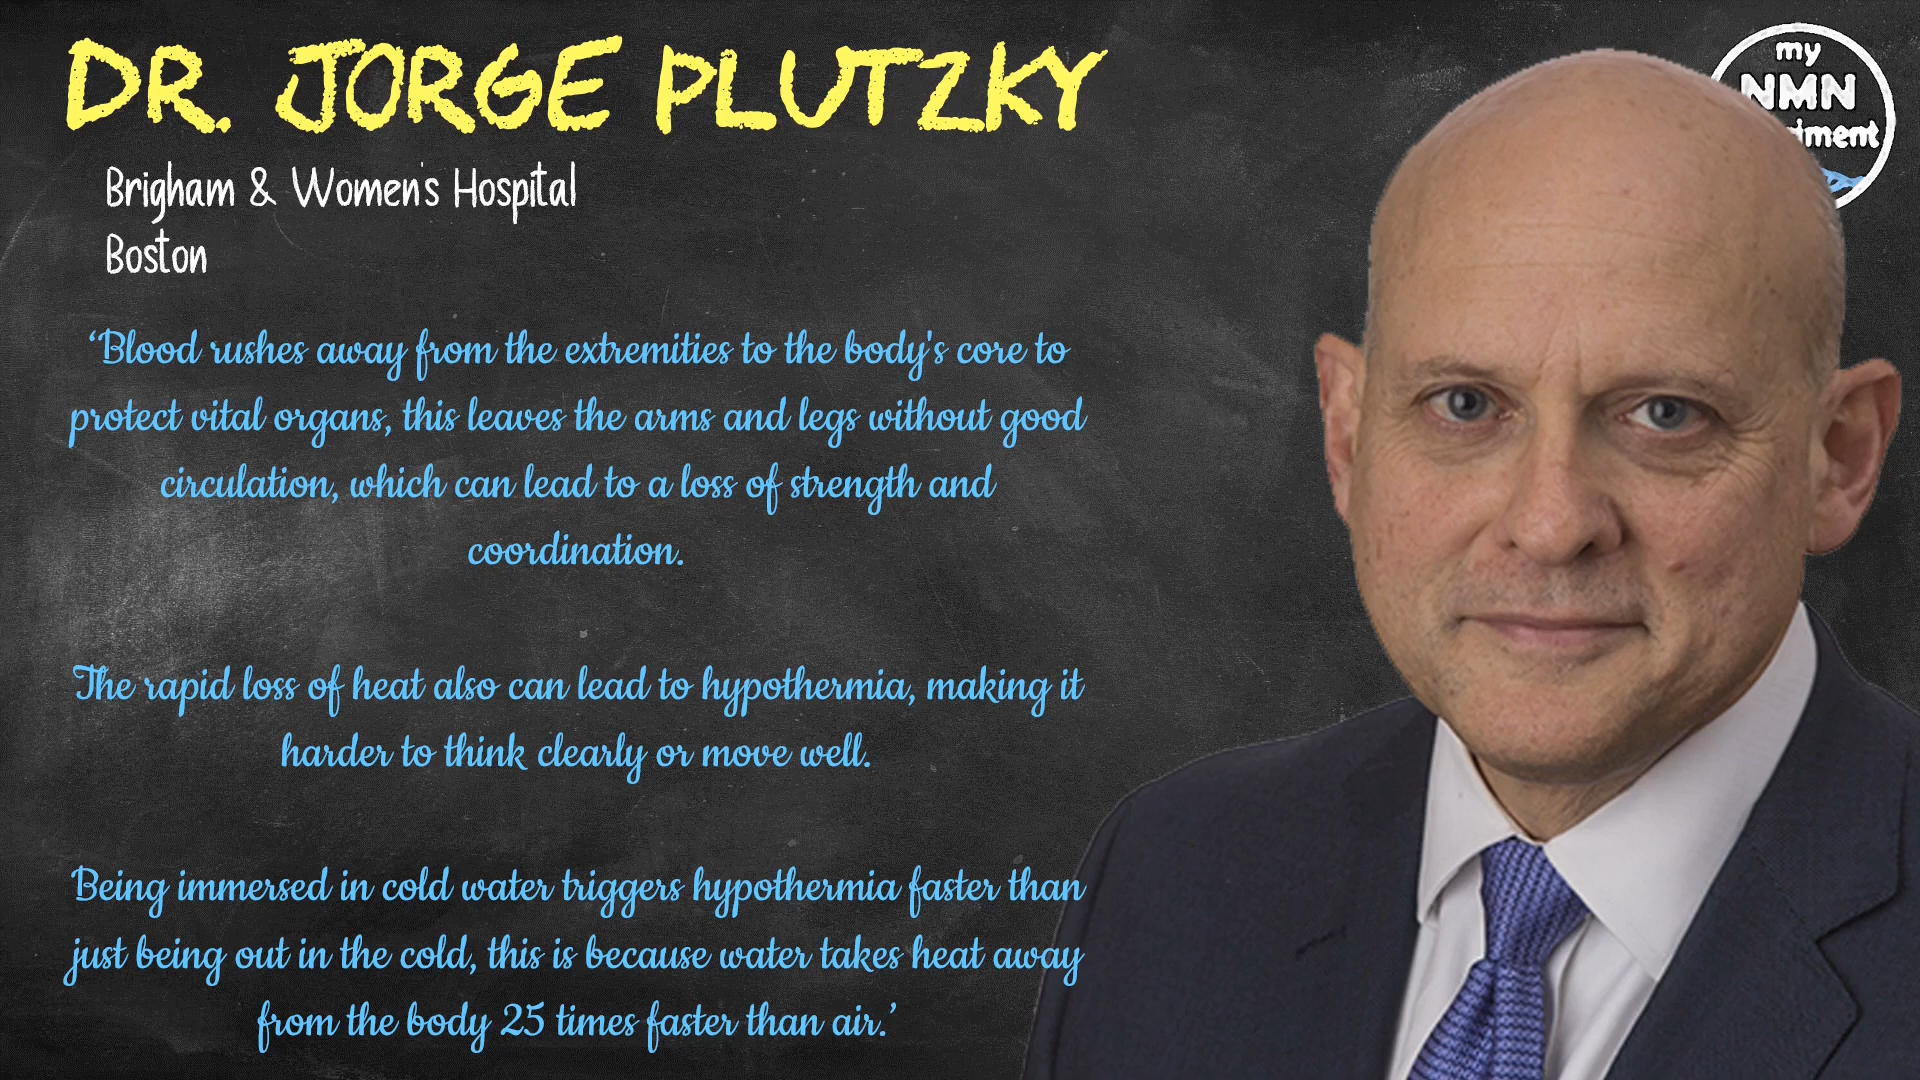 DR. JORGE PLUTZKY
my
NMN
Brigham & Women's Hospital
Boston
‘Blood rushes away from the extremities to the body's core to
protect vital organs, this leaves the arms and legs without good
circulation, which can lead to a loss of strength and
coordination.
The rapid loss of heat also can lead to hypothermia, making it
harder to think clearly or move well.
Being immersed in cold water triggers hypothermia faster than
just being out in the cold, this is because water takes heat away
from the body 25 times faster than air.’